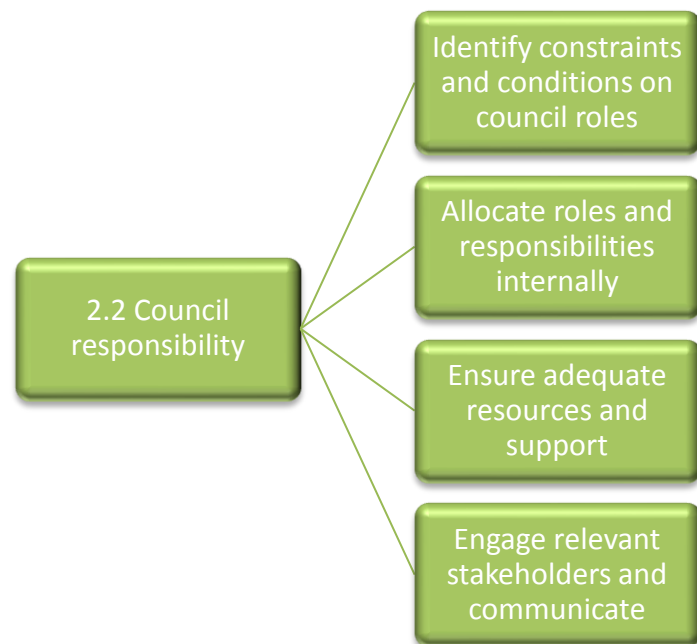 2.2 Council
responsibility
Identify constraints
and conditions on
council roles
Allocate roles and
responsibilities
internally
Ensure adequate
resources and
support
Engage relevant
stakeholders and
communicate